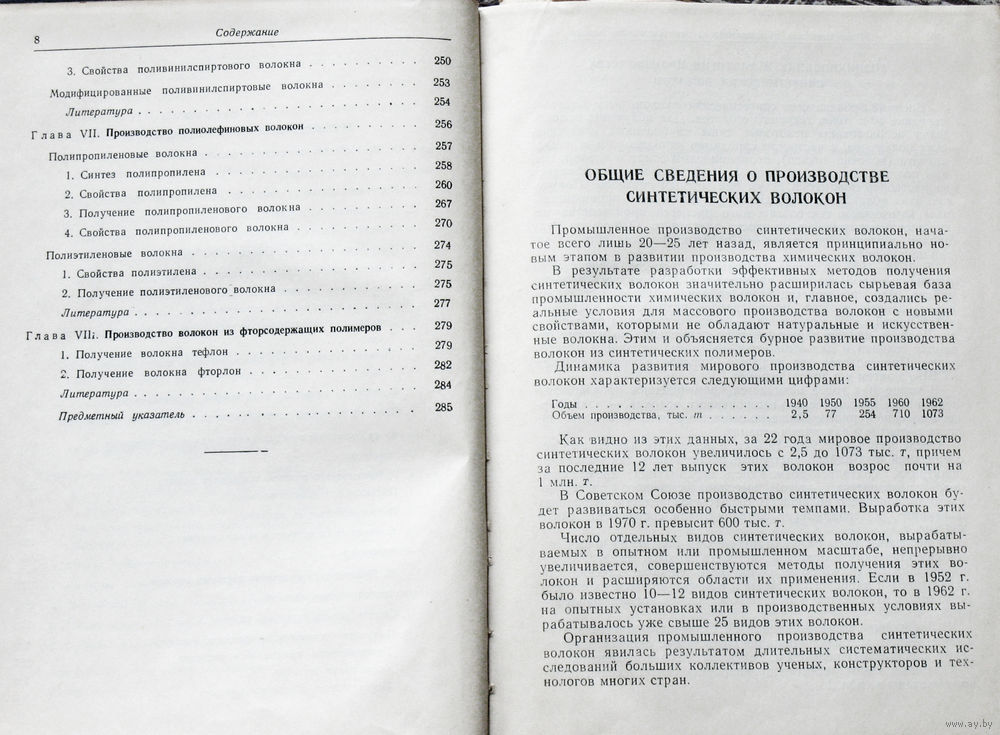 8
Содержание
3. Свойства поливинилспиртового волокна . . . . . . . . . . 250
Модифицированные поливинилспиртовые волокна . . . . . . . . 253
Литература . . . . . . . . . . . . . . . . . . . . . . . . 254
Глава VII. Производство полиолефиновых волокон . . . . . . . . . . 256
Полипропиленовые волокна . . . . . . . . . . . . . . . . . . 257
1. Синтез полипропилена . . . . . . . . . . . . . . . . . . 258
2. Свойства полипропилена . . . . . . . . . . . . . . . . . 260
3. Получение полипропиленового волокна . . . . . . . . . . . 267
4. Свойства полипропиленового волокна . . . . . . . . . . . . 270
Полиэтиленовые волокна . . . . . . . . . . . . . . . . . . . 274
1. Свойства полиэтилена . . . . . . . . . . . . . . . . . . 275
2. Получение полиэтиленового волокна . . . . . . . . . . . . 275
Литература . . . . . . . . . . . . . . . . . . . . . . . . 277
Глава VIII. Производство волокон из фторсодержащих полимеров . . . 279
1. Получение волокна тефлон . . . . . . . . . . . . . . . . 279
2. Получение волокна фторлон . . . . . . . . . . . . . . . . 282
Литература . . . . . . . . . . . . . . . . . . . . . . . . 284
Предметный указатель . . . . . . . . . . . . . . . . . . . . 285
ОБЩИЕ СВЕДЕНИЯ О ПРОИЗВОДСТВЕ
СИНТЕТИЧЕСКИХ ВОЛОКОН
Промышленное производство синтетических волокон, нача-
тое всего лишь 20—25 лет назад, является принципиально но-
вым этапом в развитии производства химических волокон.
В результате разработки эффективных методов получения
синтетических волокон значительно расширилась сырьевая база
промышленности химических волокон и, главное, создались ре-
альные условия для массового производства волокон с новыми
свойствами, которыми не обладают натуральные и искусствен-
ные волокна. Этим и объясняется бурное развитие производства
волокон из синтетических полимеров.
Динамика развития мирового производства синтетических
волокон характеризуется следующими цифрами:
Годы . . . . . . . . . . . . . . . . 1940 1950 1955 1960 1962
Объем производства, тыс. т . . . . . . 2,5 77 254 710 1073
Как видно из этих данных, за 22 года мировое производство
синтетических волокон увеличилось с 2,5 до 1073 тыс. т, причем
за последние 12 лет выпуск этих волокон возрос почти на
1 млн. т.
В Советском Союзе производство синтетических волокон бу-
дет развиваться особенно быстрыми темпами. Выработка этих
волокон в 1970 г. превысит 600 тыс. т.
Число отдельных видов синтетических волокон, вырабаты-
ваемых в опытном или промышленном масштабе, непрерывно
увеличивается, совершенствуются методы получения этих во-
локон и расширяются области их применения. Если в 1952 г.
было известно 10—12 видов синтетических волокон, то в 1962 г.
на опытных установках или в производственных условиях вы-
рабатывалось уже свыше 25 видов этих волокон.
Организация промышленного производства синтетических
волокон явилась результатом длительных систематических ис-
следований больших коллективов ученых, конструкторов и тех-
нологов многих стран.
www.ay.by